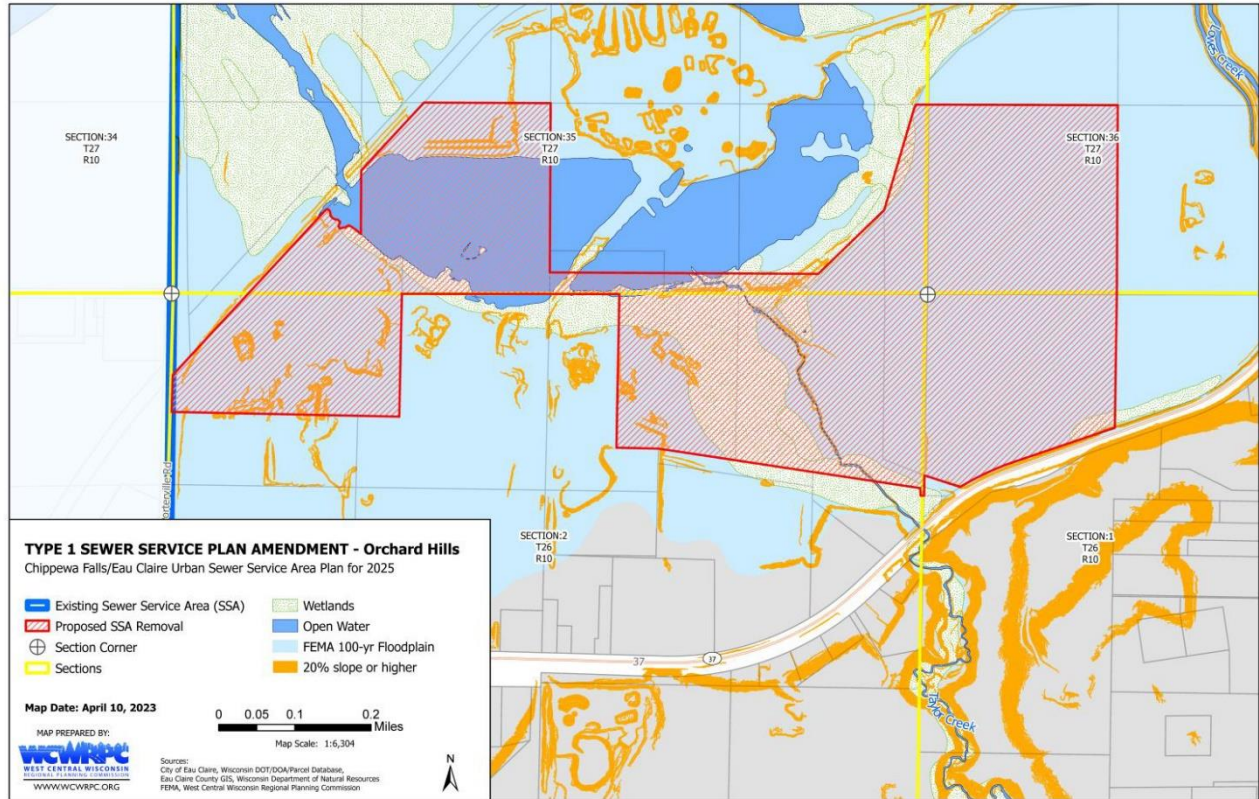 Lowes Creek
SECTION:34
T27
R10
SECTION:35
T27
R10
SECTION:36
T27
R10
SECTION:2
T26
R10
SECTION:1
T26
R10
37
37
Taylor Creek
TYPE 1 SEWER SERVICE PLAN AMENDMENT - Orchard Hills
Chippewa Falls/Eau Claire Urban Sewer Service Area Plan for 2025
Existing Sewer Service Area (SSA)
Proposed SSA Removal
Section Corner
Sections
Wetlands
Open Water
FEMA 100-yr Floodplain
20% slope or higher
Map Date: April 10, 2023
0 0.05 0.1 0.2
Miles
Map Scale: 1:6,304
MAP PREPARED BY:
WCWRPC
WEST CENTRAL WISCONSIN
REGIONAL PLANNING COMMISSION
WWW.WCWRPC.ORG
Sources:
City of Eau Claire, Wisconsin DOT/DOA/Parcel Database,
Eau Claire County GIS, Wisconsin Department of Natural Resources
FEMA, West Central Wisconsin Regional Planning Commission
N